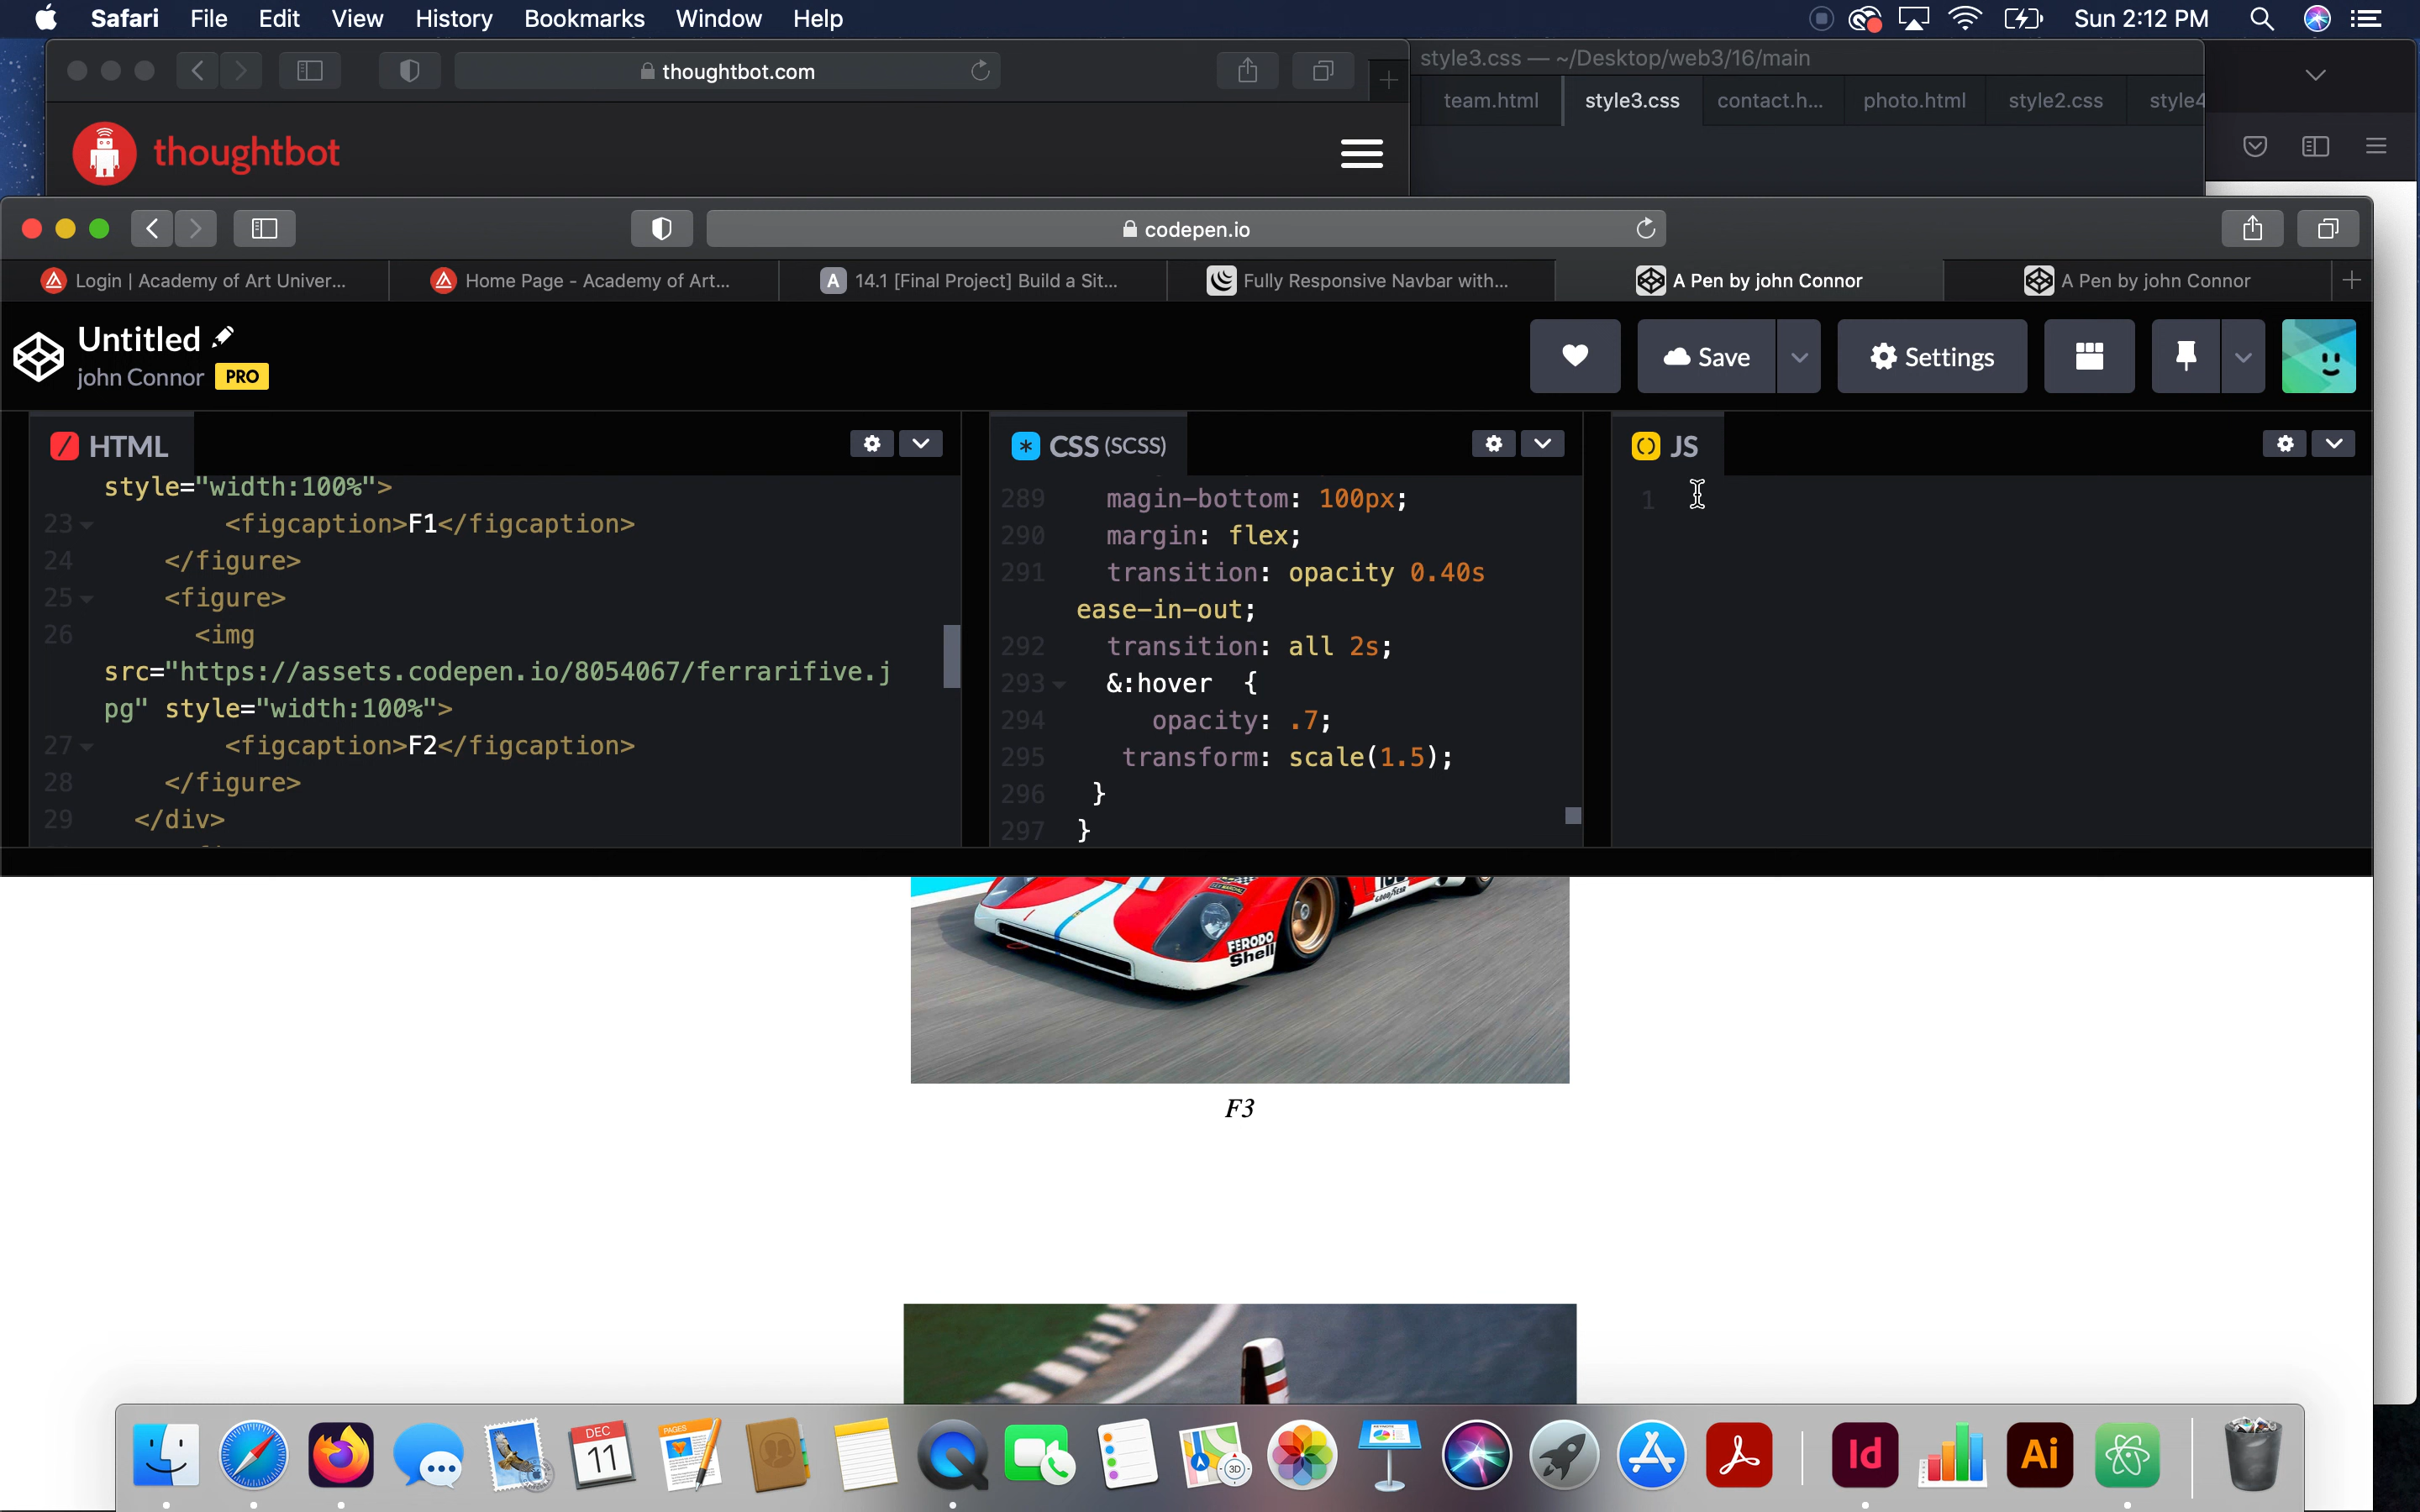 Safari File Edit View History Bookmarks Window Help Sun 2:12 PM
thoughtbot.com
style3.css — ~/Desktop/web3/16/main
team.html style3.css contact.h... photo.html style2.css style4
thoughtbot
codepen.io
Login | Academy of Art Univer... Home Page - Academy of Art... A 14.1 [Final Project] Build a Sit... Fully Responsive Navbar with... A Pen by john Connor A Pen by john Connor
Untitled
john Connor PRO
Save Settings
HTML
style="width:100%">
23 <figcaption>F1</figcaption>
24 </figure>
25 <figure>
26 <img
src="https://assets.codepen.io/8054067/ferrarifive.j
pg" style="width:100%">
27 <figcaption>F2</figcaption>
28 </figure>
29 </div>
CSS (SCSS)
289 magin-bottom: 100px;
290 margin: flex;
291 transition: opacity 0.40s
ease-in-out;
292 transition: all 2s;
293 &:hover {
294 opacity: .7;
295 transform: scale(1.5);
296 }
297 }
JS
1
GOODYEAR
FERODO
Shell
F3
DEC
11
PAGES
3D
Id
Ai